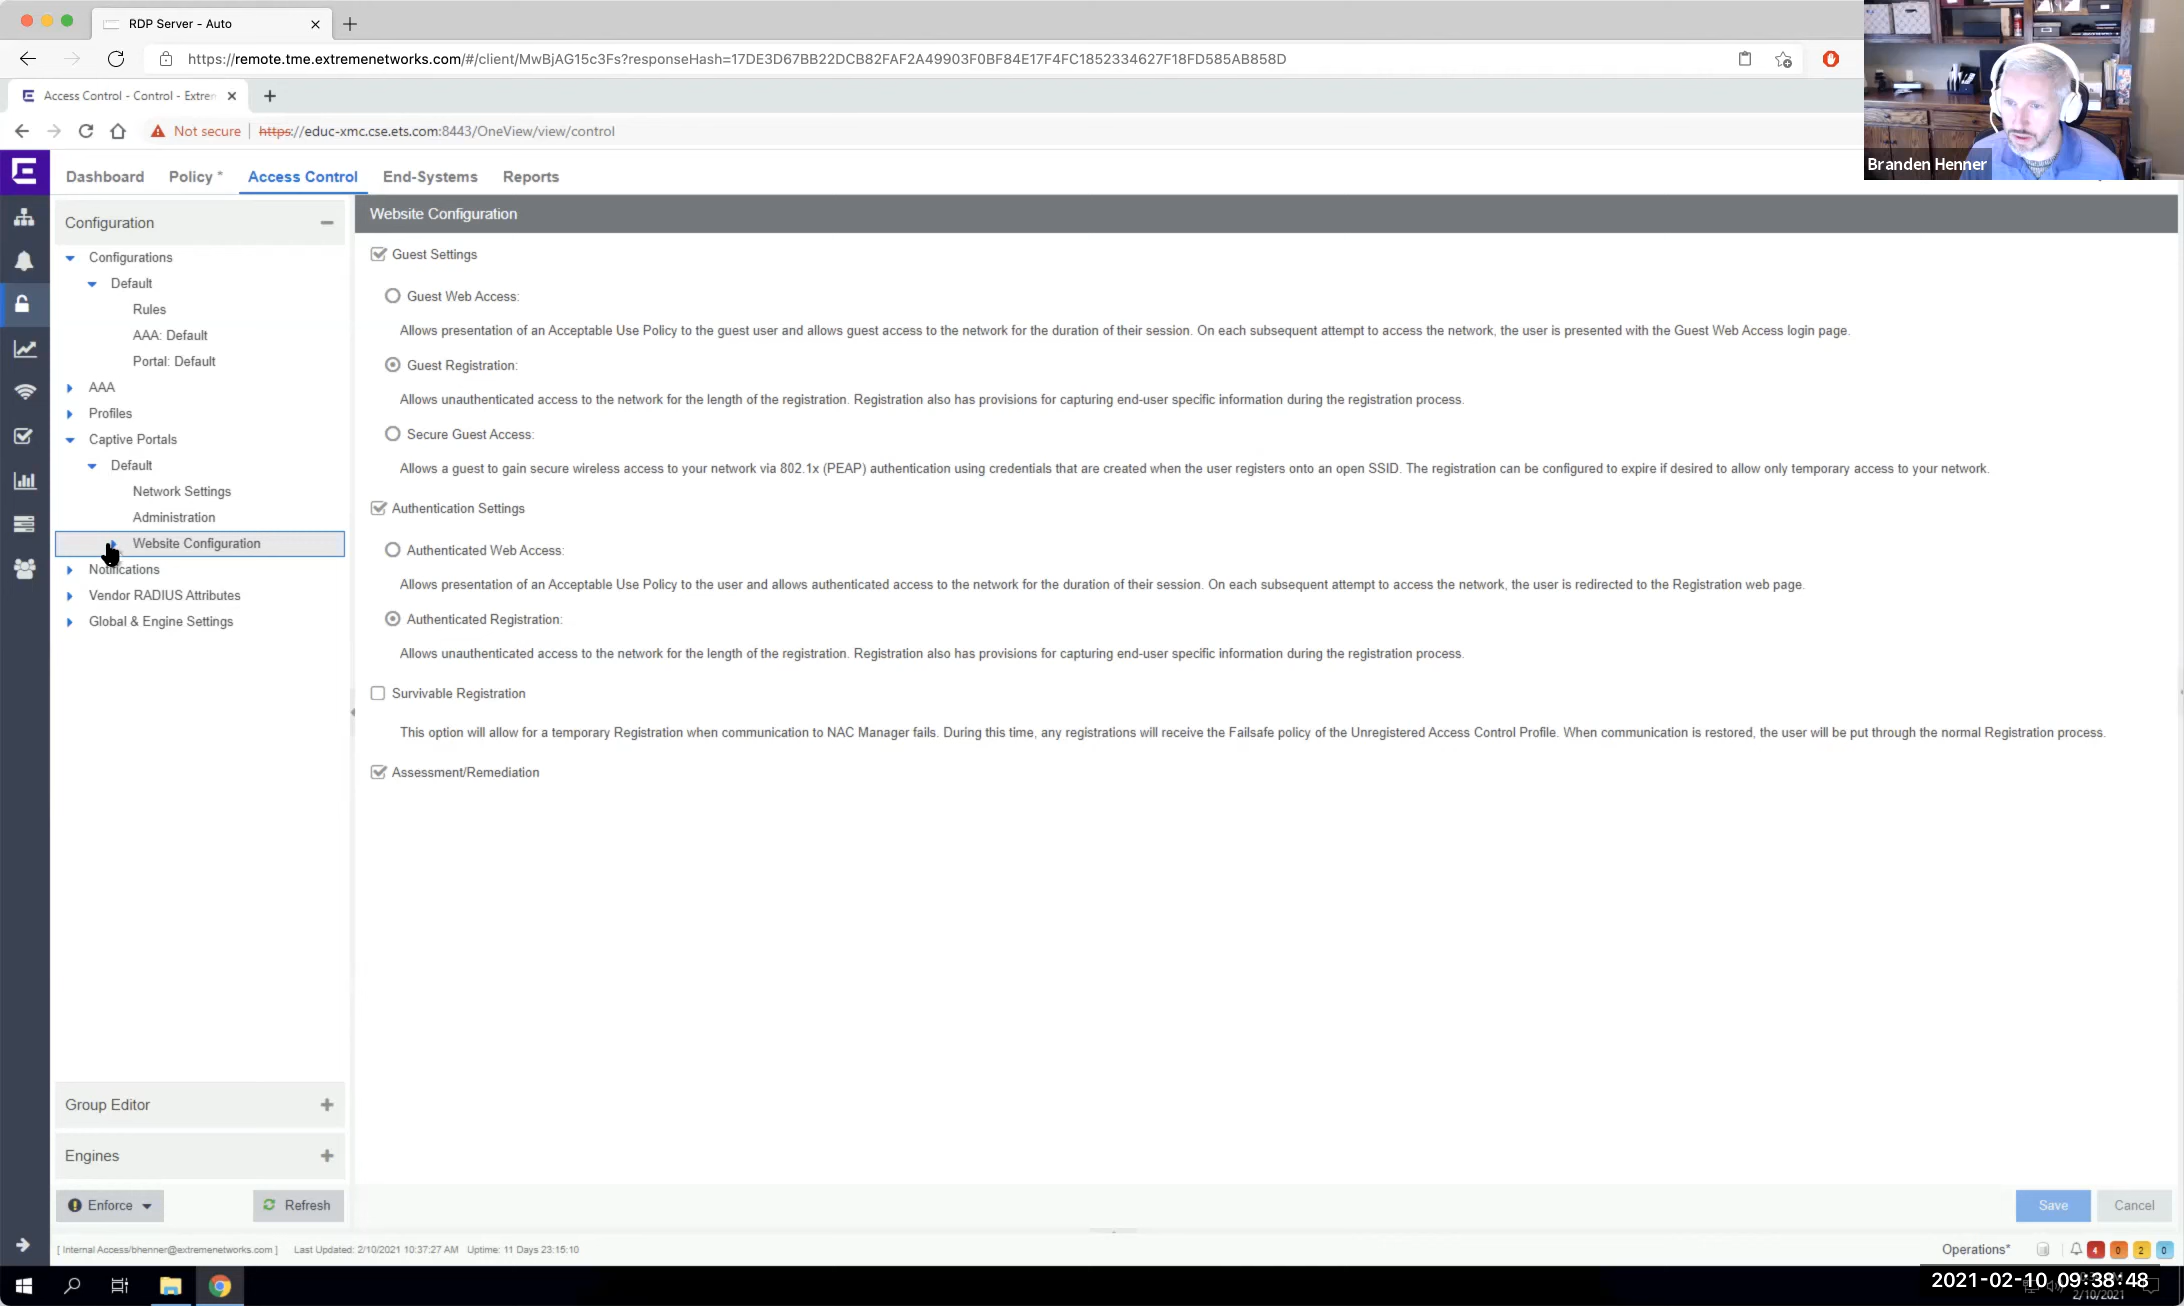 RDP Server - Auto
https://remote.tme.extremenetworks.com/#/client/MwBjAG15c3Fs?responseHash=17DE3D67BB22DCB82FAF2A49903F0BF84E17F4FC1852334627F18FD585AB858D
Access Control - Control - Extrem
Not secure https://educ-xmc.cse.ets.com:8443/OneView/view/control
Branden Henner
Dashboard Policy * Access Control End-Systems Reports
Configuration
Configurations
Default
Rules
AAA: Default
Portal: Default
AAA
Profiles
Captive Portals
Default
Network Settings
Administration
Website Configuration
Notifications
Vendor RADIUS Attributes
Global & Engine Settings
Group Editor
Engines
Enforce Refresh
Website Configuration
Guest Settings
Guest Web Access:
Allows presentation of an Acceptable Use Policy to the guest user and allows guest access to the network for the duration of their session. On each subsequent attempt to access the network, the user is presented with the Guest Web Access login page.
Guest Registration:
Allows unauthenticated access to the network for the length of the registration. Registration also has provisions for capturing end-user specific information during the registration process.
Secure Guest Access:
Allows a guest to gain secure wireless access to your network via 802.1x (PEAP) authentication using credentials that are created when the user registers onto an open SSID. The registration can be configured to expire if desired to allow only temporary access to your network.
Authentication Settings
Authenticated Web Access:
Allows presentation of an Acceptable Use Policy to the user and allows authenticated access to the network for the duration of their session. On each subsequent attempt to access the network, the user is redirected to the Registration web page.
Authenticated Registration:
Allows unauthenticated access to the network for the length of the registration. Registration also has provisions for capturing end-user specific information during the registration process.
Survivable Registration
This option will allow for a temporary Registration when communication to NAC Manager fails. During this time, any registrations will receive the Failsafe policy of the Unregistered Access Control Profile. When communication is restored, the user will be put through the normal Registration process.
Assessment/Remediation
Save Cancel
[ Internal Access/bhenner@extremenetworks.com ] Last Updated: 2/10/2021 10:37:27 AM Uptime: 11 Days 23:15:10
Operations* 4 0 2 0
2021-02-10 09:38:48
2/10/2021